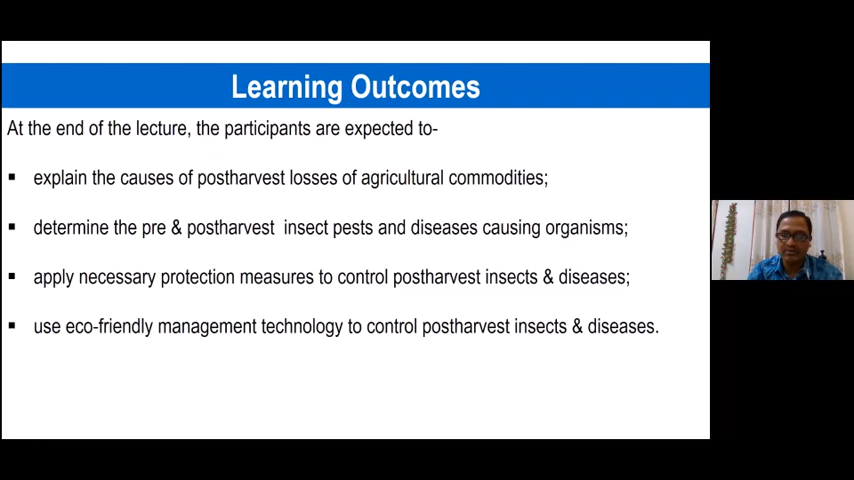 Learning Outcomes
At the end of the lecture, the participants are expected to-
▪ explain the causes of postharvest losses of agricultural commodities;
▪ determine the pre & postharvest insect pests and diseases causing organisms;
▪ apply necessary protection measures to control postharvest insects & diseases;
▪ use eco-friendly management technology to control postharvest insects & diseases.